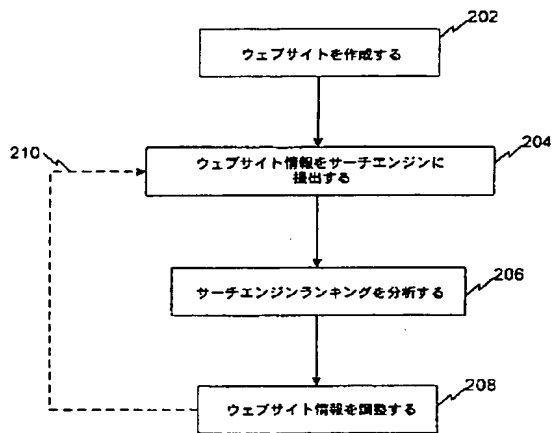 202
ウェブサイトを作成する
210
204
ウェブサイト情報をサーチエンジンに
提出する
206
サーチエンジンランキングを分析する
208
ウェブサイト情報を調整する